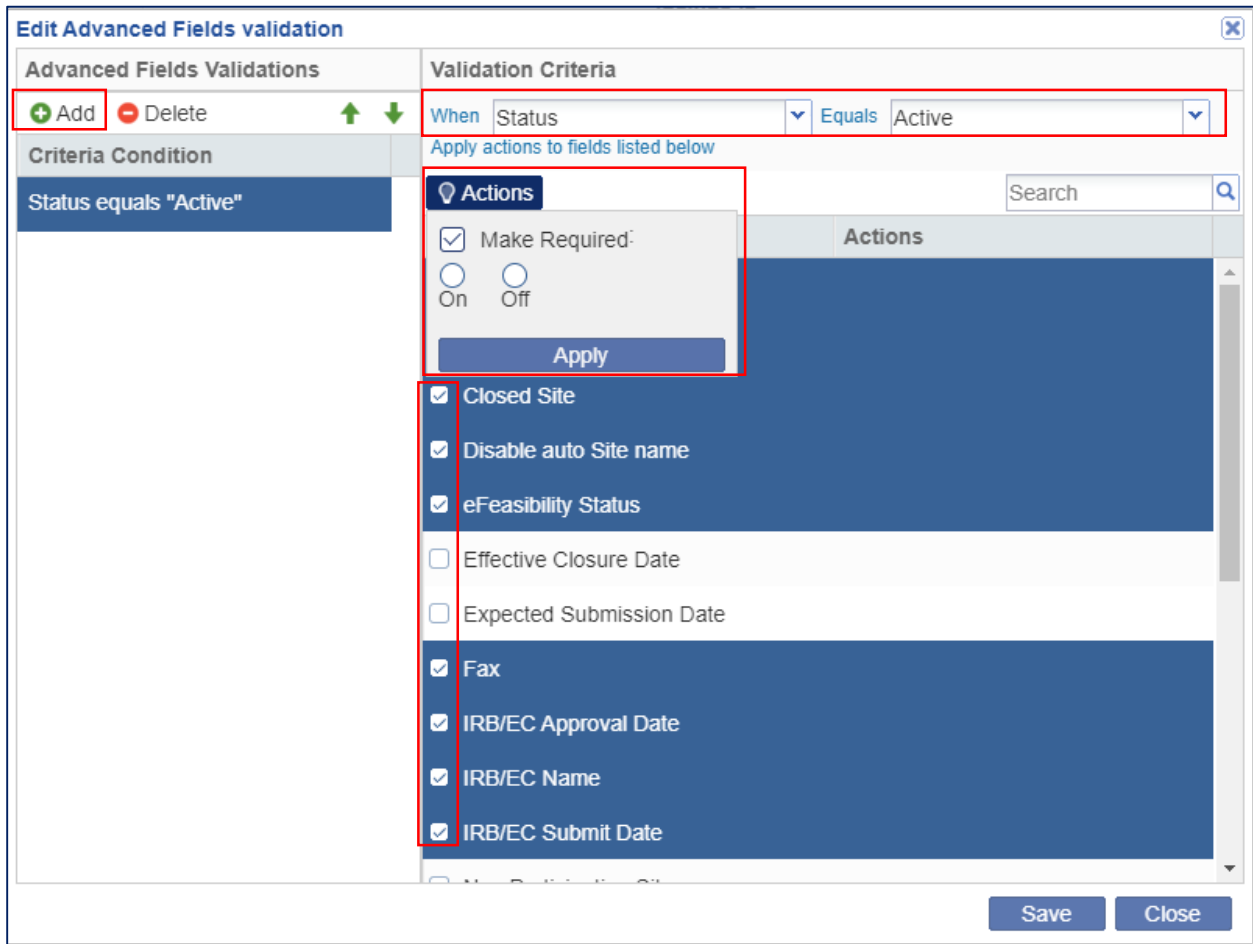 Edit Advanced Fields validation
Advanced Fields Validations
Validation Criteria
Add Delete
When Status Equals Active
Apply actions to fields listed below
Criteria Condition
Status equals "Active"
Actions
Search
Actions
Make Required:
On Off
Apply
Closed Site
Disable auto Site name
eFeasibility Status
Effective Closure Date
Expected Submission Date
Fax
IRB/EC Approval Date
IRB/EC Name
IRB/EC Submit Date
Save Close